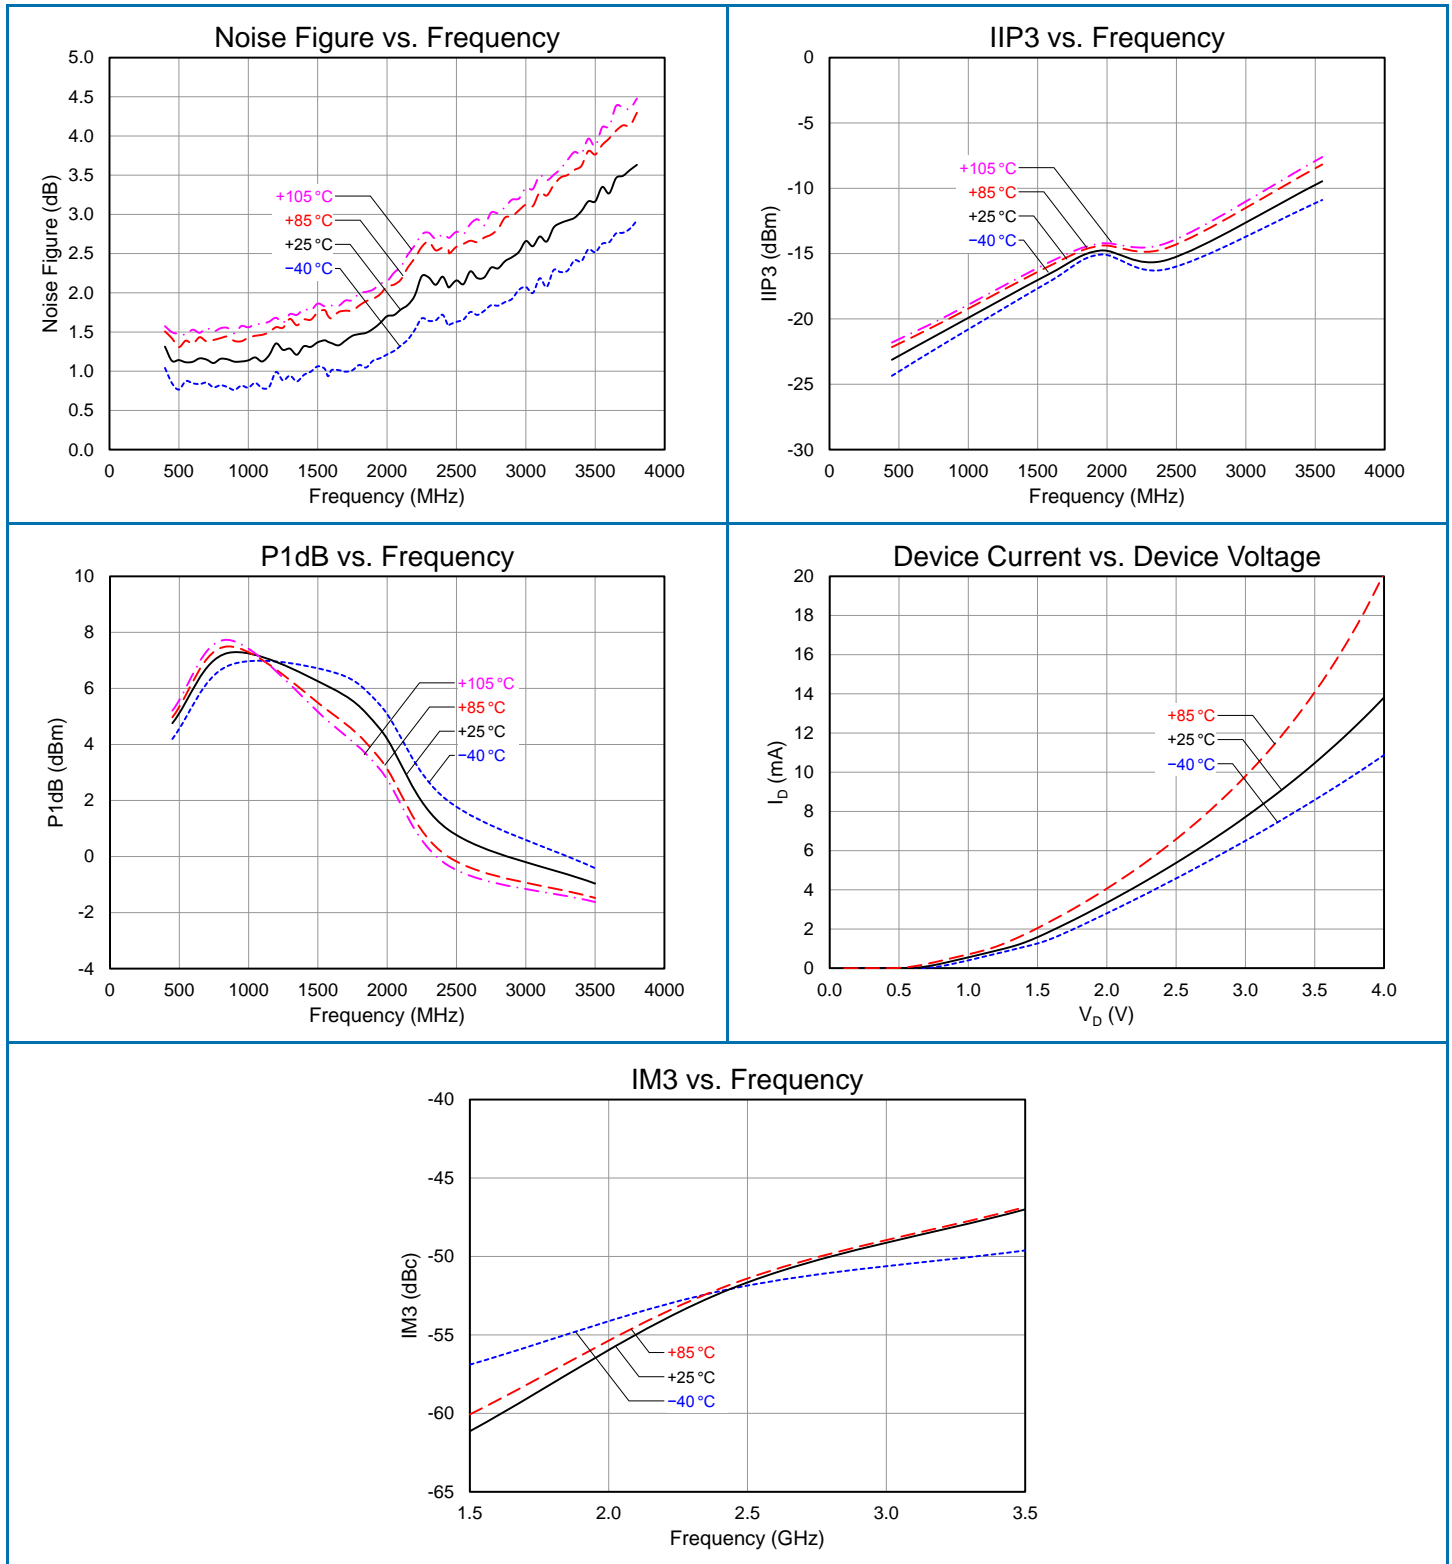 Noise Figure vs. Frequency
5.0
4.5
4.0
3.5
3.0
2.5
2.0
1.5
1.0
0.5
0.0
Noise Figure (dB)
+105 °C
+85 °C
+25 °C
−40 °C
0 500 1000 1500 2000 2500 3000 3500 4000
Frequency (MHz)
IIP3 vs. Frequency
0
-5
-10
-15
-20
-25
-30
IIP3 (dBm)
+105 °C
+85 °C
+25 °C
−40 °C
0 500 1000 1500 2000 2500 3000 3500 4000
Frequency (MHz)
P1dB vs. Frequency
10
8
6
4
2
0
-2
-4
P1dB (dBm)
+105 °C
+85 °C
+25 °C
−40 °C
0 500 1000 1500 2000 2500 3000 3500 4000
Frequency (MHz)
Device Current vs. Device Voltage
20
18
16
14
12
10
8
6
4
2
0
I_D (mA)
+85 °C
+25 °C
−40 °C
0.0 0.5 1.0 1.5 2.0 2.5 3.0 3.5 4.0
V_D (V)
IM3 vs. Frequency
-40
-45
-50
-55
-60
-65
IM3 (dBc)
+85 °C
+25 °C
−40 °C
1.5 2.0 2.5 3.0 3.5
Frequency (GHz)